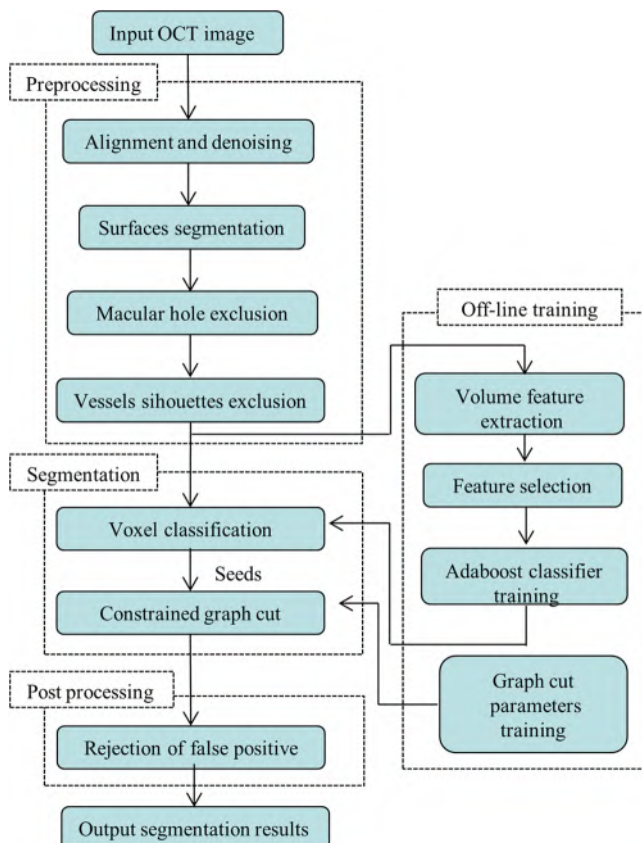 Input OCT image
Preprocessing
Alignment and denoising
Surfaces segmentation
Macular hole exclusion
Vessels sihouettes exclusion
Off-line training
Volume feature
extraction
Feature selection
Adaboost classifier
training
Graph cut
parameters
training
Segmentation
Voxel classification
Seeds
Constrained graph cut
Post processing
Rejection of false positive
Output segmentation results